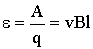 ε = A/q = vBl